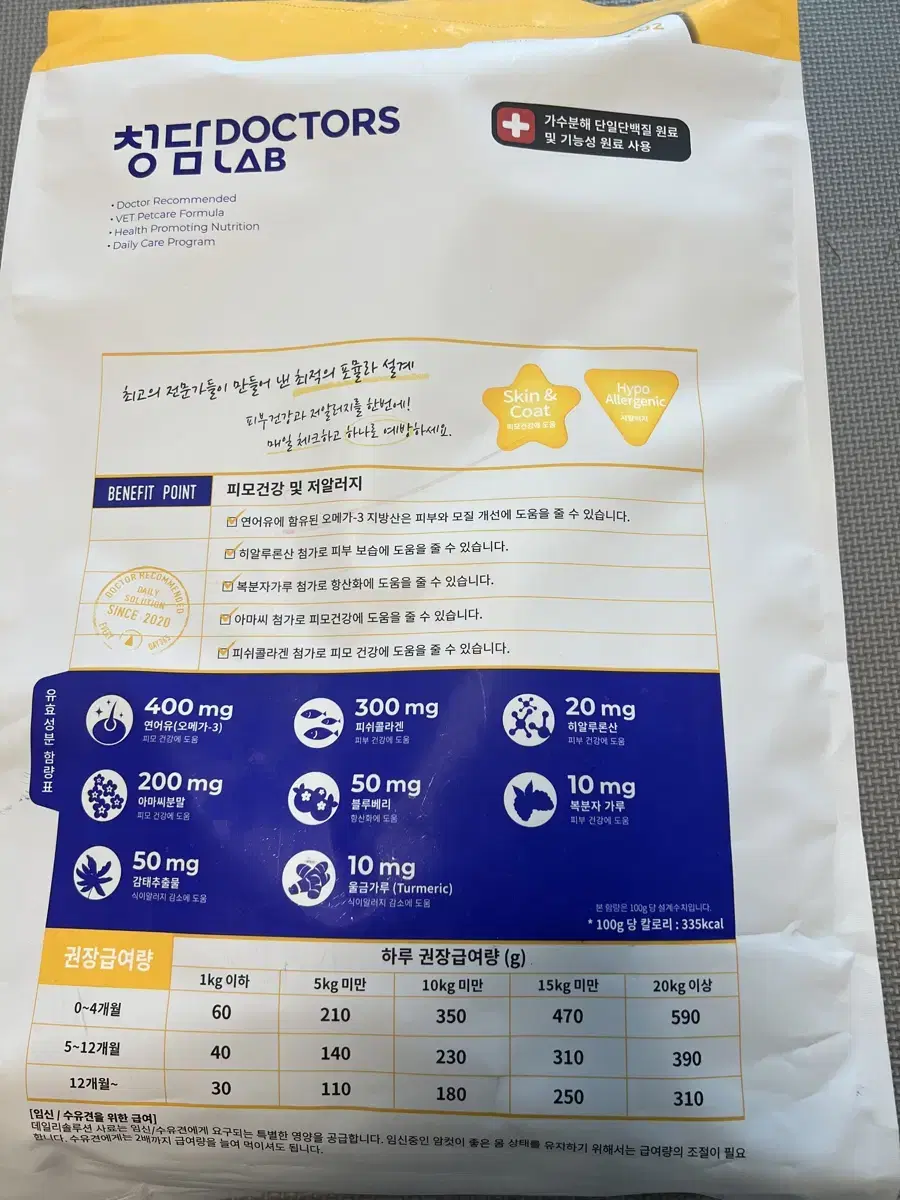 청담 DOCTORS LAB
• Doctor Recommended
• VET Petcare Formula
• Health Promoting Nutrition
• Daily Care Program
가수분해 단일단백질 원료
및 기능성 원료 사용
최고의 전문가들이 만들어 낸 최적의 포뮬라 설계
피부건강과 저알러지를 한번에!
매일 체크하고 하나로 예방하세요.
Skin &
Coat
피모건강에 도움
Hypo
Allergenic
저알러지
BENEFIT POINT 피모건강 및 저알러지
연어유에 함유된 오메가-3 지방산은 피부와 모질 개선에 도움을 줄 수 있습니다.
히알루론산 첨가로 피부 보습에 도움을 줄 수 있습니다.
복분자가루 첨가로 항산화에 도움을 줄 수 있습니다.
아마씨 첨가로 피모건강에 도움을 줄 수 있습니다.
피쉬콜라겐 첨가로 피모 건강에 도움을 줄 수 있습니다.
DOCTOR RECOMMENDED
DAILY
SOLUTION
SINCE 2020
유효성분 함량표
400 mg
연어유(오메가-3)
피모 건강에 도움
300 mg
피쉬콜라겐
피부 건강에 도움
20 mg
히알루론산
피부 건강에 도움
200 mg
아마씨분말
피모 건강에 도움
50 mg
블루베리
항산화에 도움
10 mg
복분자 가루
피부 건강에 도움
50 mg
감태추출물
식이알러지 감소에 도움
10 mg
울금가루 (Turmeric)
식이알러지 감소에 도움
본 함량은 100g 당 설계수치입니다.
* 100g 당 칼로리 : 335kcal
권장급여량 하루 권장급여량 (g)
1kg 이하 5kg 미만 10kg 미만 15kg 미만 20kg 이상
0~4개월 60 210 350 470 590
5~12개월 40 140 230 310 390
12개월~ 30 110 180 250 310
[임신 / 수유견을 위한 급여]
데일리솔루션 사료는 임신/수유견에게 요구되는 특별한 영양을 공급합니다. 임신중인 암컷이 좋은 몸 상태를 유지하기 위해서는 급여량의 조절이 필요
합니다. 수유견에게는 2배까지 급여량을 늘여 먹이셔도 됩니다.